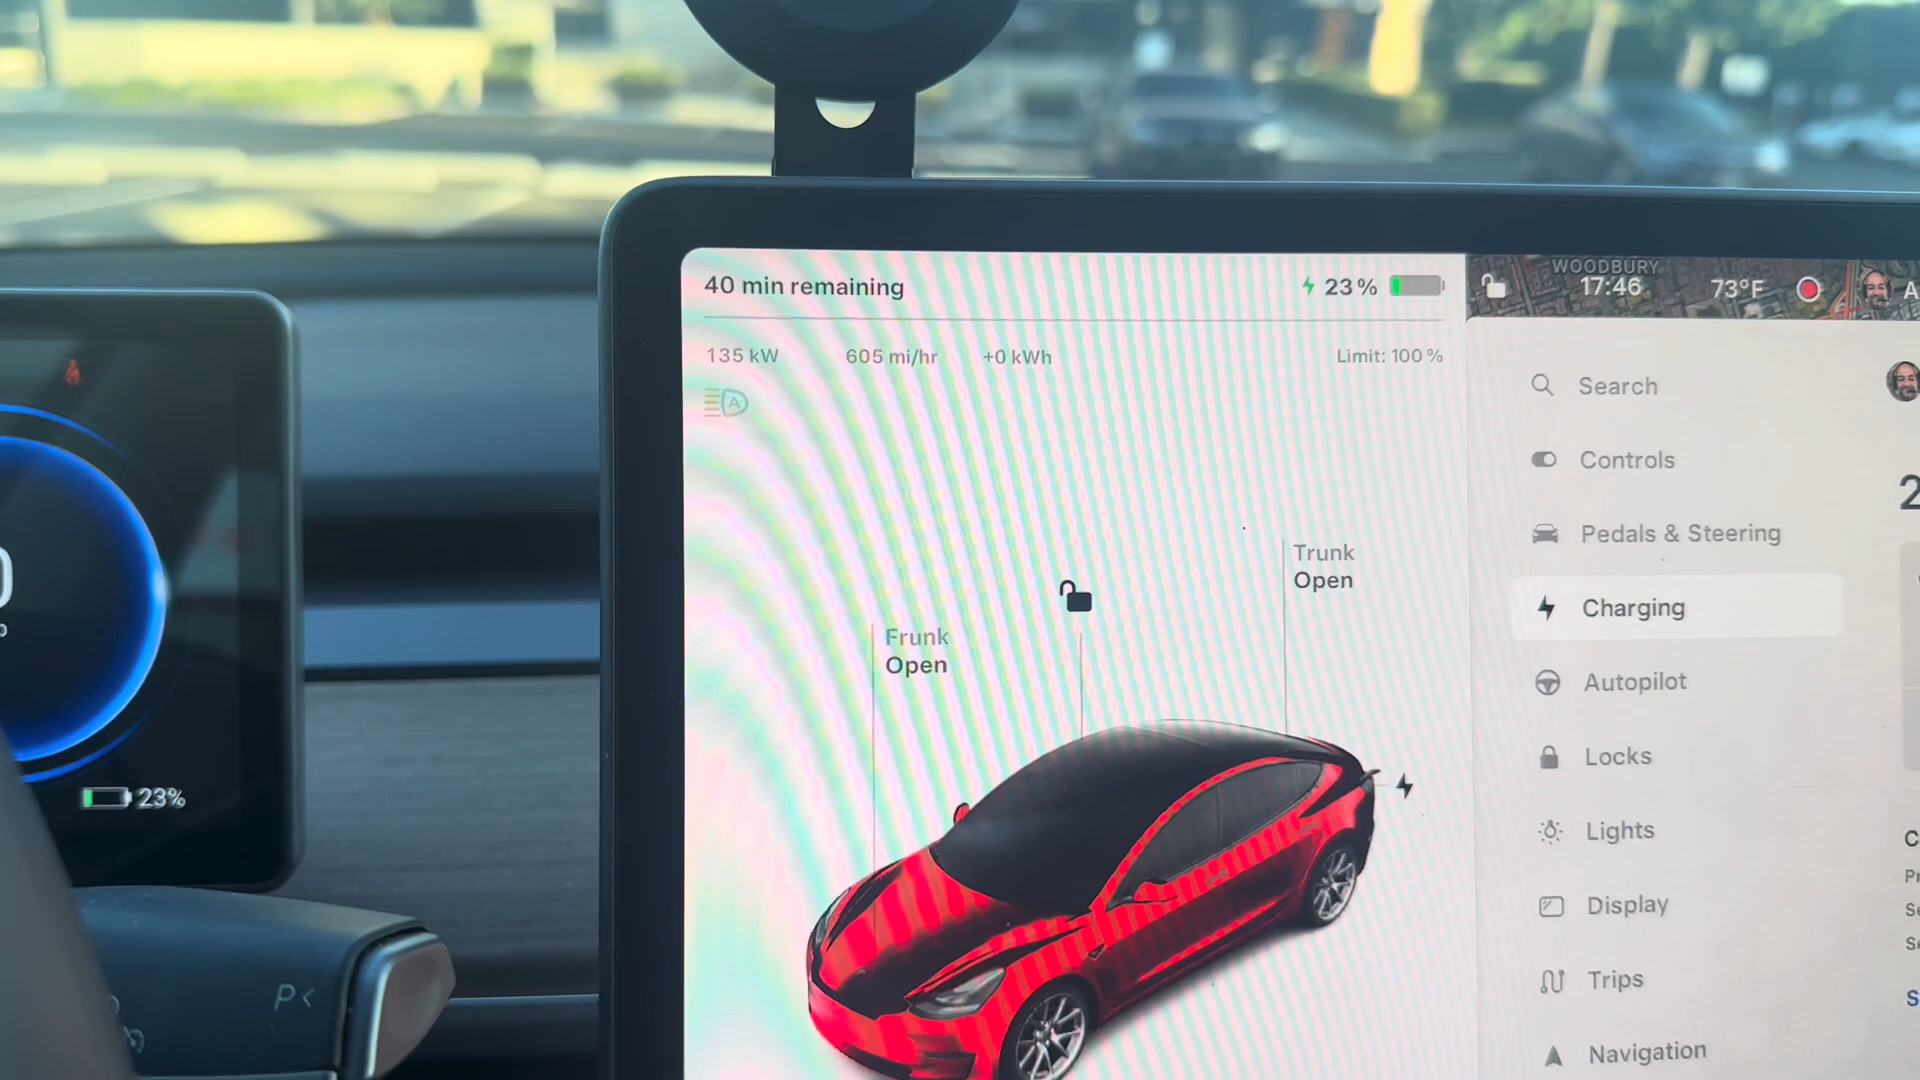 40 min remaining
23%
135 kW 605 mi/hr +0 kWh Limit: 100%
A
Trunk
Open
Frunk
Open
WOODBURY
17:46 73°F
Search
Controls
Pedals & Steering
Charging
Autopilot
Locks
Lights
Display
Trips
Navigation
23%
P